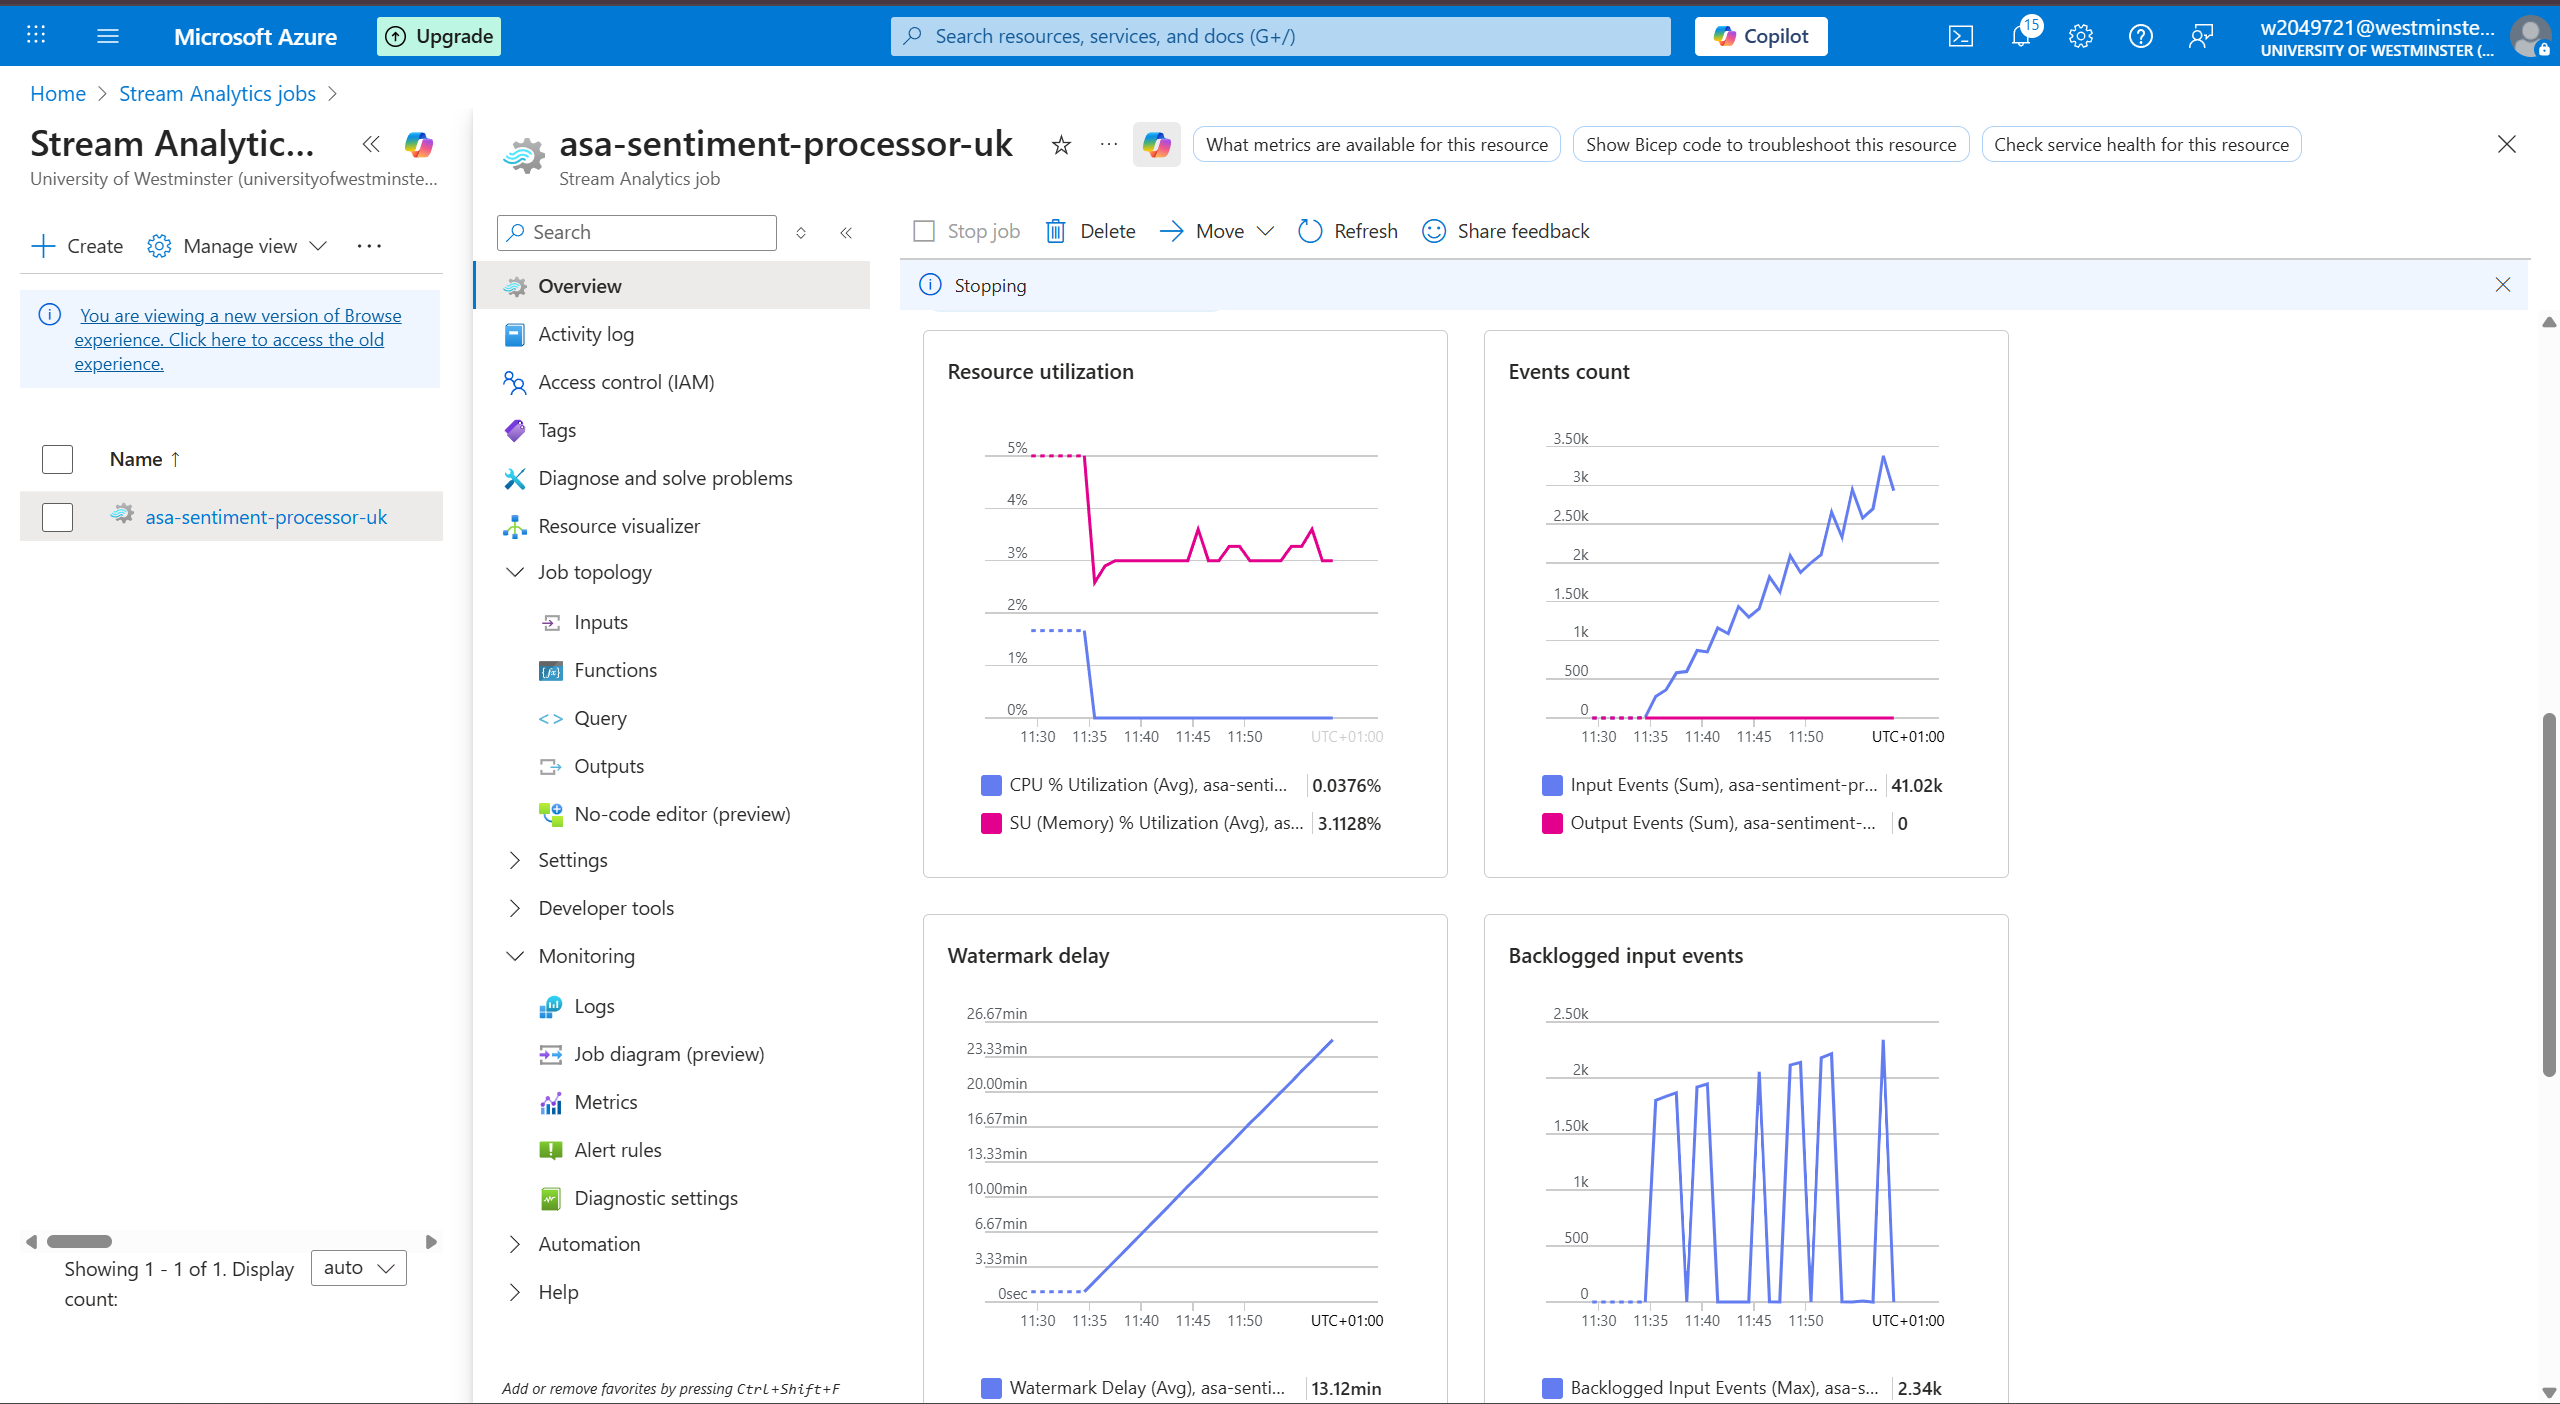 Microsoft Azure
Upgrade
Search resources, services, and docs (G+/)
Copilot
15
w2049721@westminste...
UNIVERSITY OF WESTMINSTER (...
Home > Stream Analytics jobs >
Stream Analytic...
University of Westminster (universityofwestminste...
Create
Manage view
You are viewing a new version of Browse
experience. Click here to access the old
experience.
Name ↑
asa-sentiment-processor-uk
Showing 1 - 1 of 1. Display
count:
auto
asa-sentiment-processor-uk
Stream Analytics job
What metrics are available for this resource
Show Bicep code to troubleshoot this resource
Check service health for this resource
Search
Overview
Activity log
Access control (IAM)
Tags
Diagnose and solve problems
Resource visualizer
Job topology
Inputs
Functions
Query
Outputs
No-code editor (preview)
Settings
Developer tools
Monitoring
Logs
Job diagram (preview)
Metrics
Alert rules
Diagnostic settings
Automation
Help
Add or remove favorites by pressing Ctrl+Shift+F
Stop job
Delete
Move
Refresh
Share feedback
Stopping
Resource utilization
5%
4%
3%
2%
1%
0%
11:30 11:35 11:40 11:45 11:50 UTC+01:00
CPU % Utilization (Avg), asa-senti... 0.0376%
SU (Memory) % Utilization (Avg), as... 3.1128%
Events count
3.50k
3k
2.50k
2k
1.50k
1k
500
0
11:30 11:35 11:40 11:45 11:50 UTC+01:00
Input Events (Sum), asa-sentiment-pr... 41.02k
Output Events (Sum), asa-sentiment-... 0
Watermark delay
26.67min
23.33min
20.00min
16.67min
13.33min
10.00min
6.67min
3.33min
0sec
11:30 11:35 11:40 11:45 11:50 UTC+01:00
Watermark Delay (Avg), asa-senti... 13.12min
Backlogged input events
2.50k
2k
1.50k
1k
500
0
11:30 11:35 11:40 11:45 11:50 UTC+01:00
Backlogged Input Events (Max), asa-s... 2.34k